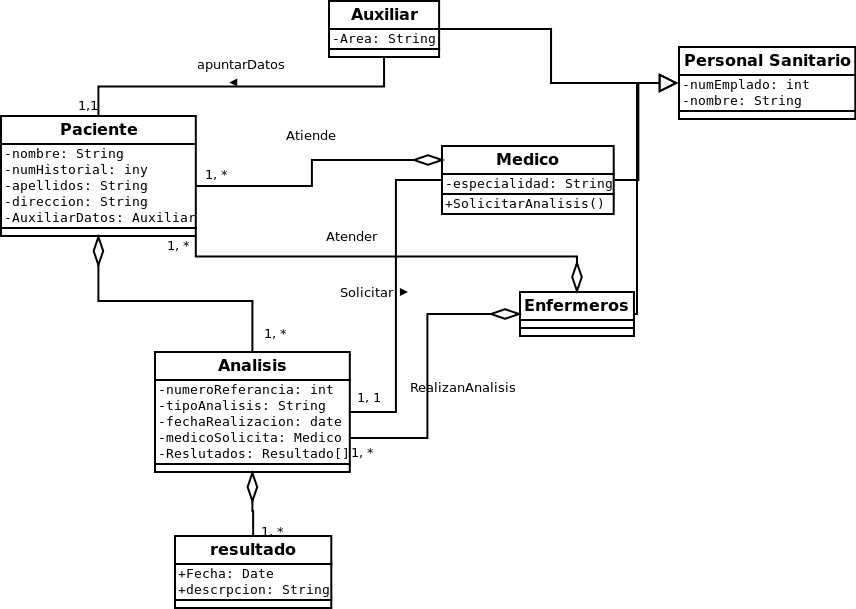 Auxiliar
-Area: String
Personal Sanitario
-numEmplado: int
-nombre: String
apuntarDatos
1,1
Paciente
-nombre: String
-numHistorial: iny
-apellidos: String
-direccion: String
-AuxiliarDatos: Auxiliar
Atiende
1, *
Medico
-especialidad: String
+SolicitarAnalisis()
1, *
Atender
Solicitar
Enfermeros
1, *
Analisis
-numeroReferancia: int
-tipoAnalisis: String
-fechaRealizacion: date
-medicoSolicita: Medico
-Reslutados: Resultado[]
RealizanAnalisis
1, 1
1, *
1, *
resultado
+Fecha: Date
+descrpcion: String